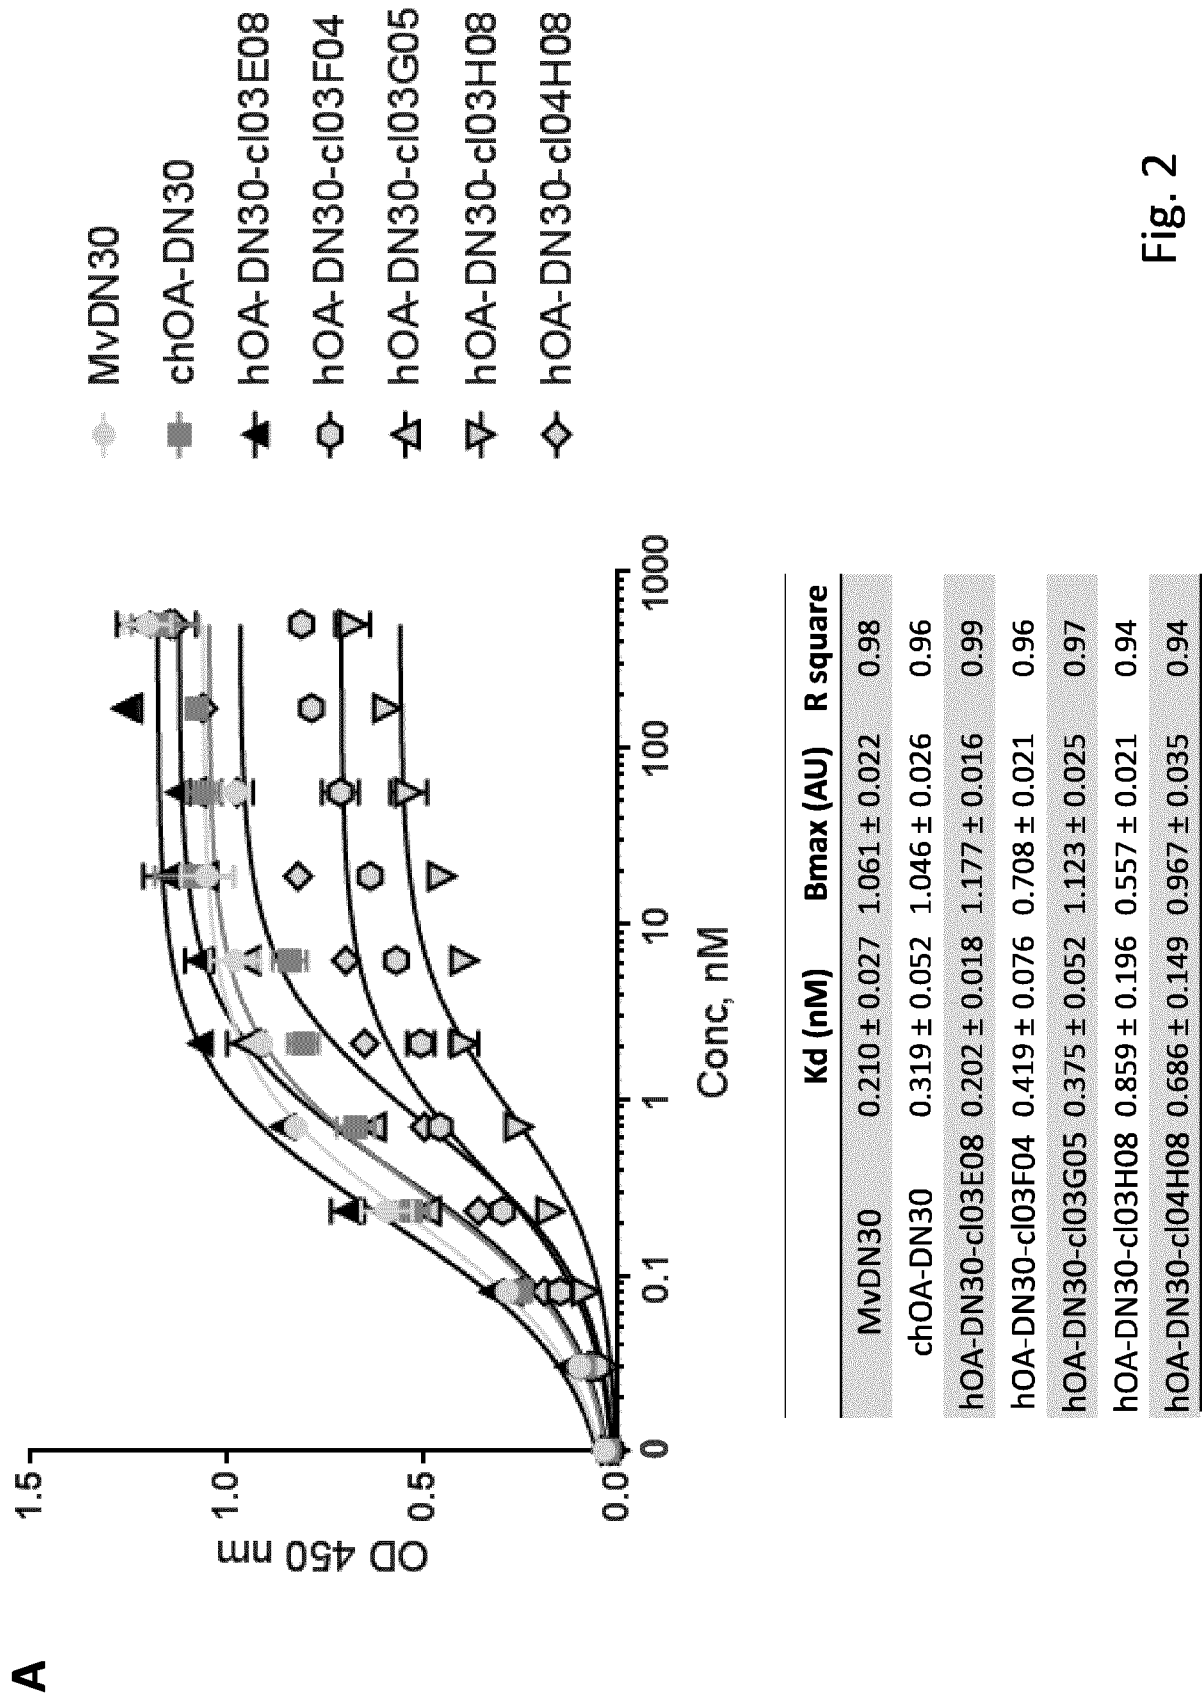 A
OD 450 nm
1.5
1.0
0.5
0.0
0
0.1
1
10
100
1000
Conc, nM
MvDN30
chOA-DN30
hOA-DN30-cl03E08
hOA-DN30-cl03F04
hOA-DN30-cl03G05
hOA-DN30-cl03H08
hOA-DN30-cl04H08
Kd (nM) Bmax (AU) R square
MvDN30 0.210 ± 0.027 1.061 ± 0.022 0.98
chOA-DN30 0.319 ± 0.052 1.046 ± 0.026 0.96
hOA-DN30-cl03E08 0.202 ± 0.018 1.177 ± 0.016 0.99
hOA-DN30-cl03F04 0.419 ± 0.076 0.708 ± 0.021 0.96
hOA-DN30-cl03G05 0.375 ± 0.052 1.123 ± 0.025 0.97
hOA-DN30-cl03H08 0.859 ± 0.196 0.557 ± 0.021 0.94
hOA-DN30-cl04H08 0.686 ± 0.149 0.967 ± 0.035 0.94
Fig. 2